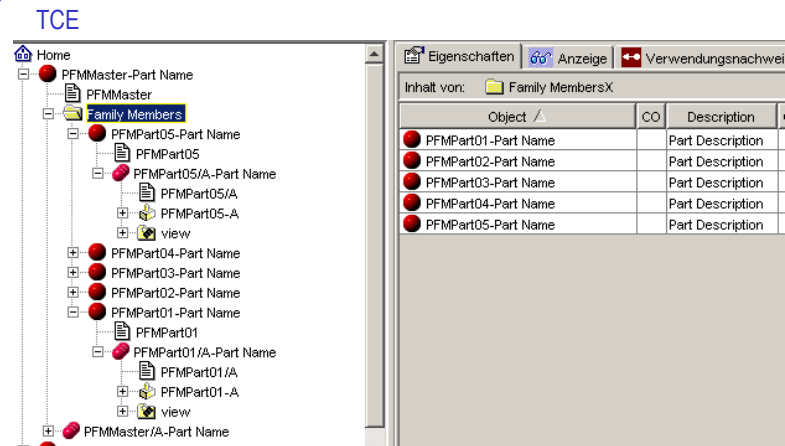 TCE
Home
PFMMaster-Part Name
PFMMaster
Family Members
PFMPart05-Part Name
PFMPart05
PFMPart05/A-Part Name
PFMPart05/A
PFMPart05-A
view
PFMPart04-Part Name
PFMPart03-Part Name
PFMPart02-Part Name
PFMPart01-Part Name
PFMPart01
PFMPart01/A-Part Name
PFMPart01/A
PFMPart01-A
view
PFMMaster/A-Part Name
Eigenschaften Anzeige Verwendungsnachwei
Inhalt von: Family MembersX
Object CO Description
PFMPart01-Part Name Part Description
PFMPart02-Part Name Part Description
PFMPart03-Part Name Part Description
PFMPart04-Part Name Part Description
PFMPart05-Part Name Part Description